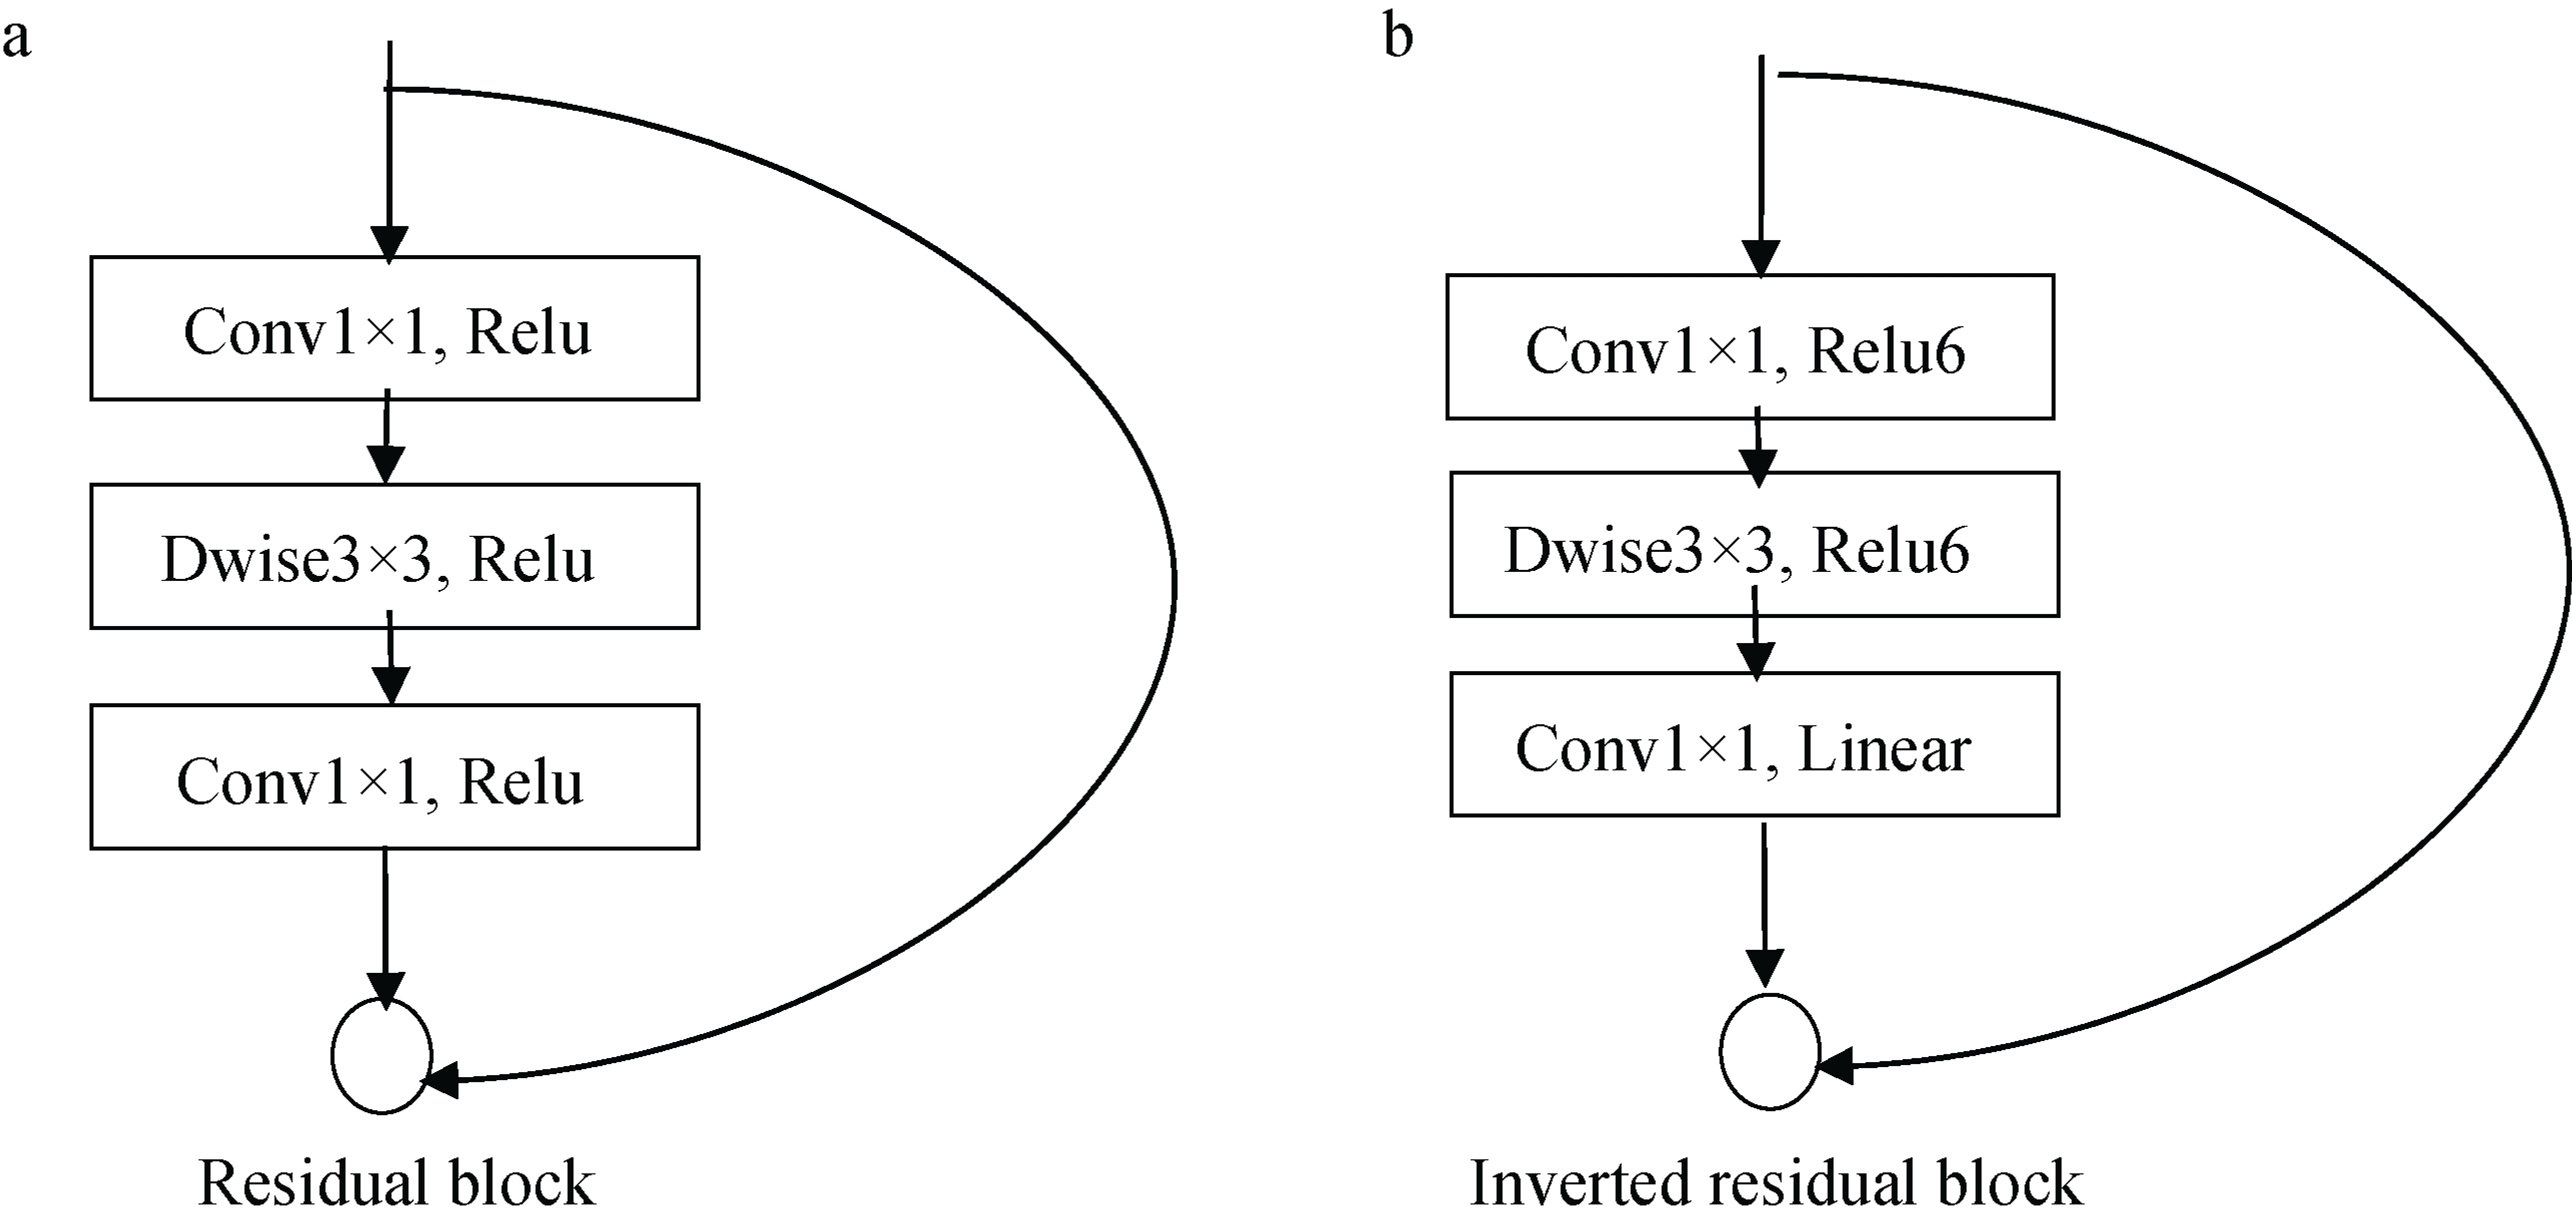 a
Conv1×1, Relu
Dwise3×3, Relu
Conv1×1, Relu
Residual block
b
Conv1×1, Relu6
Dwise3×3, Relu6
Conv1×1, Linear
Inverted residual block